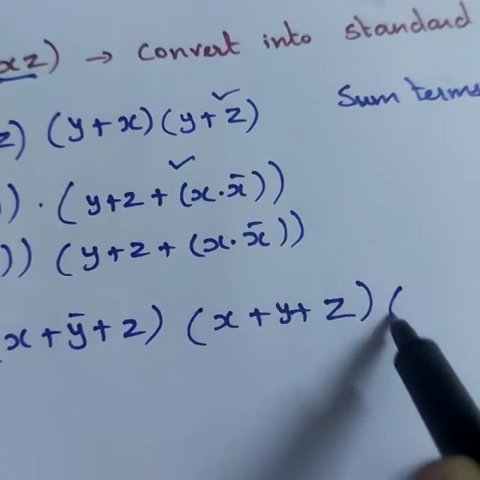 xz) → convert into standard
z) (y+x)(y+z)
Sum terms
)) . (y+z+(x.x̄))
)) (y+z+(x.x̄))
(x+ȳ+z) (x+y+z) (